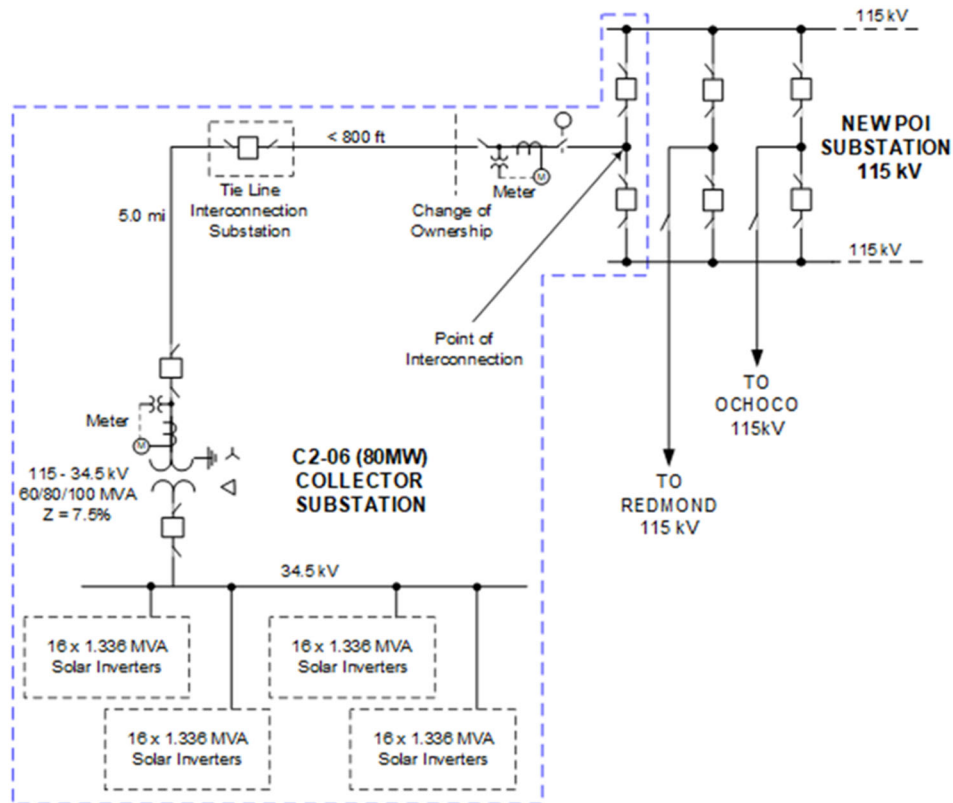 115 kV
NEW POI
SUBSTATION
115 kV
115 kV
< 800 ft
Tie Line
Interconnection
Substation
Change of
Ownership
Meter
M
5.0 mi
Point of
Interconnection
TO
OCHOCO
115kV
TO
REDMOND
115 kV
Meter
M
115 - 34.5 kV
60/80/100 MVA
Z = 7.5%
C2-06 (80MW)
COLLECTOR
SUBSTATION
34.5 kV
16 x 1.336 MVA
Solar Inverters
16 x 1.336 MVA
Solar Inverters
16 x 1.336 MVA
Solar Inverters
16 x 1.336 MVA
Solar Inverters